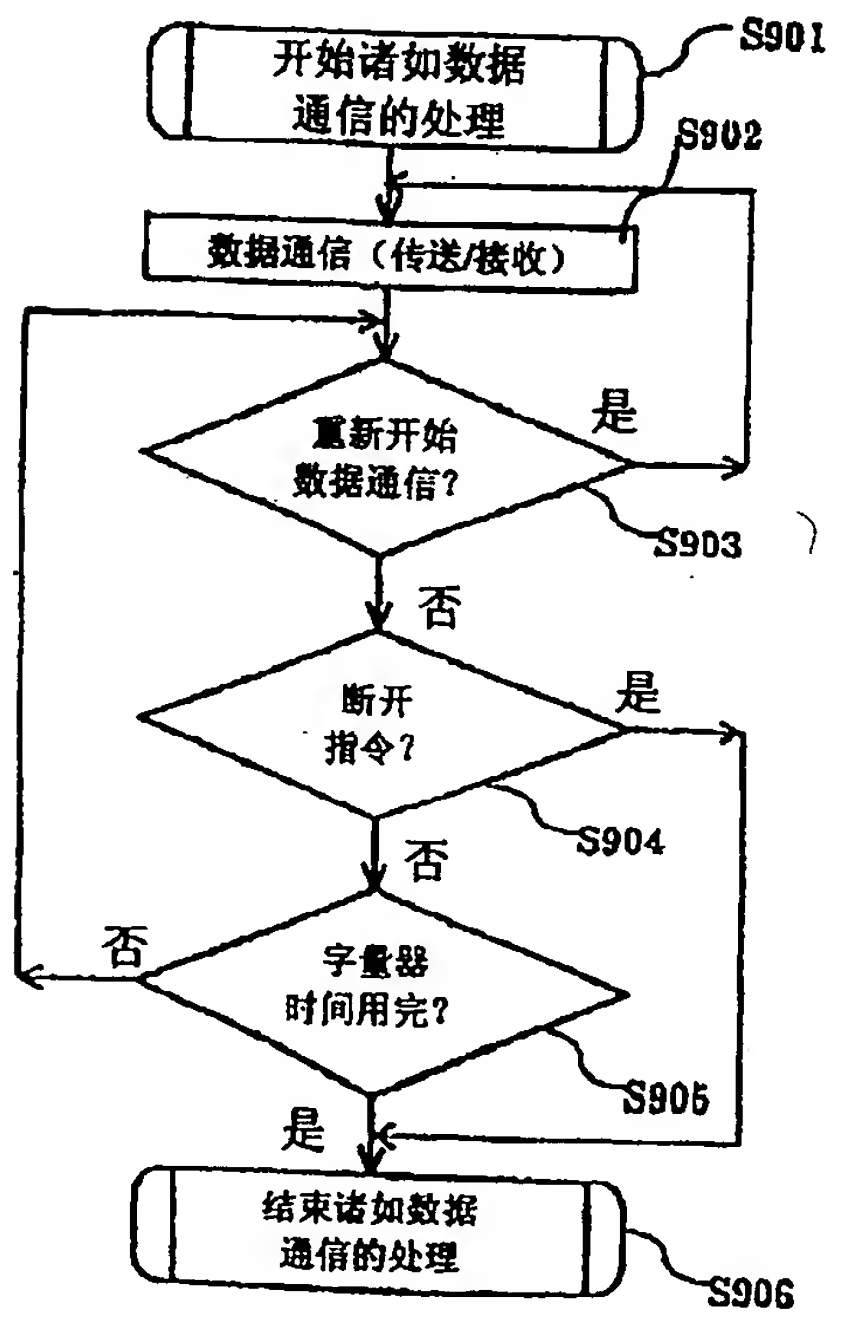 开始诸如数据
通信的处理
S901
S902
数据通信（传送/接收）
重新开始
数据通信？
是
S903
否
断开
指令？
是
S904
否
字量器
时间用完？
否
S905
是
结束诸如数据
通信的处理
S906